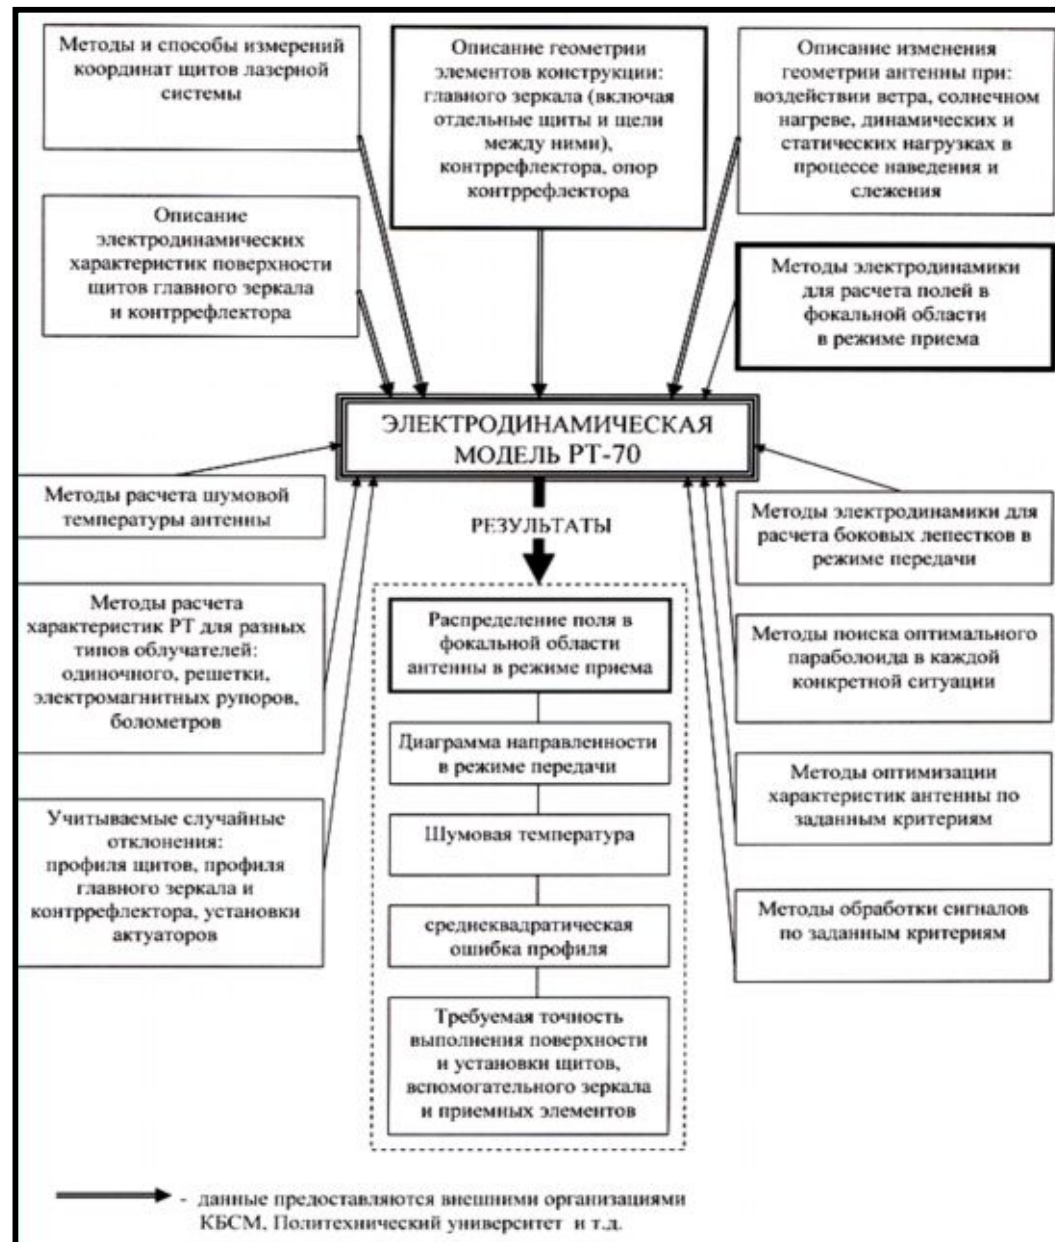 Методы и способы измерений
координат щитов лазерной
системы
Описание геометрии
элементов конструкции:
главного зеркала (включая
отдельные щиты и щели
между ними),
контррефлектора, опор
контррефлектора
Описание изменения
геометрии антенны при:
воздействии ветра, солнечном
нагреве, динамических и
статических нагрузках в
процессе наведения и
слежения
Описание
электродинамических
характеристик поверхности
щитов главного зеркала
и контррефлектора
Методы электродинамики
для расчета полей в
фокальной области
в режиме приема
ЭЛЕКТРОДИНАМИЧЕСКАЯ
МОДЕЛЬ РТ-70
Методы расчета шумовой
температуры антенны
РЕЗУЛЬТАТЫ
Методы электродинамики для
расчета боковых лепестков в
режиме передачи
Методы расчета
характеристик РТ для разных
типов облучателей:
одиночного, решетки,
электромагнитных рупоров,
болометров
Распределение поля в
фокальной области
антенны в режиме приема
Методы поиска оптимального
параболоида в каждой
конкретной ситуации
Диаграмма направленности
в режиме передачи
Методы оптимизации
характеристик антенны по
заданным критериям
Учитываемые случайные
отклонения:
профиля щитов, профиля
главного зеркала и
контррефлектора, установки
актуаторов
Шумовая температура
среднеквадратическая
ошибка профиля
Методы обработки сигналов
по заданным критериям
Требуемая точность
выполнения поверхности
и установки щитов,
вспомогательного зеркала
и приемных элементов
- данные предоставляются внешними организациями
КБСМ, Политехнический университет и т.д.